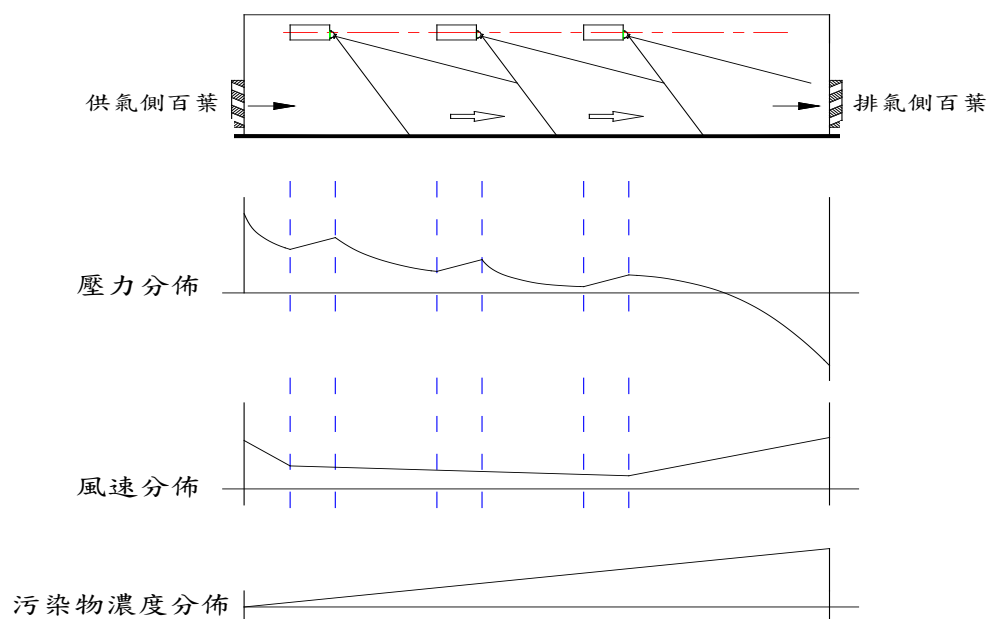 供氣側百葉
排氣側百葉
壓力分佈
風速分佈
污染物濃度分佈